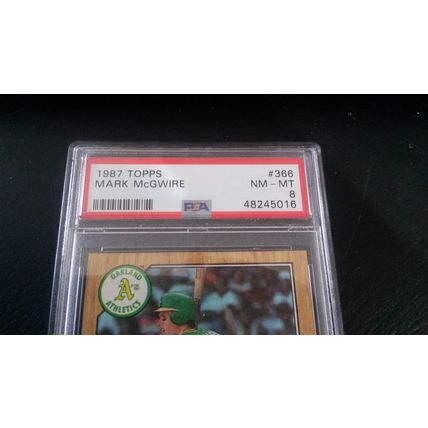 1987 TOPPS #366
MARK McGWIRE NM - MT
8
PSA 48245016
OAKLAND
A's
ATHLETICS